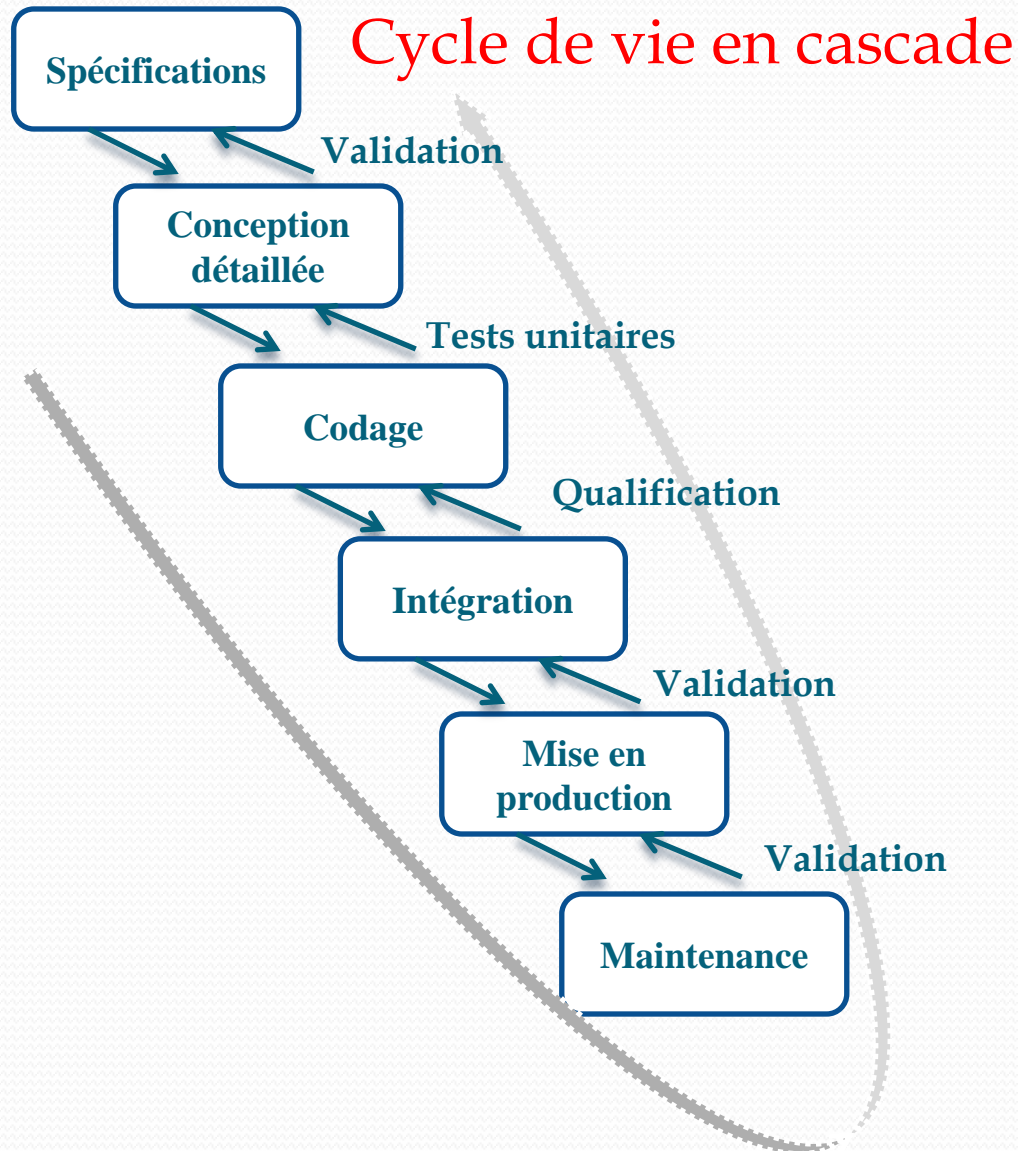 Cycle de vie en cascade
Spécifications
Validation
Conception
détaillée
Tests unitaires
Codage
Qualification
Intégration
Validation
Mise en
production
Validation
Maintenance